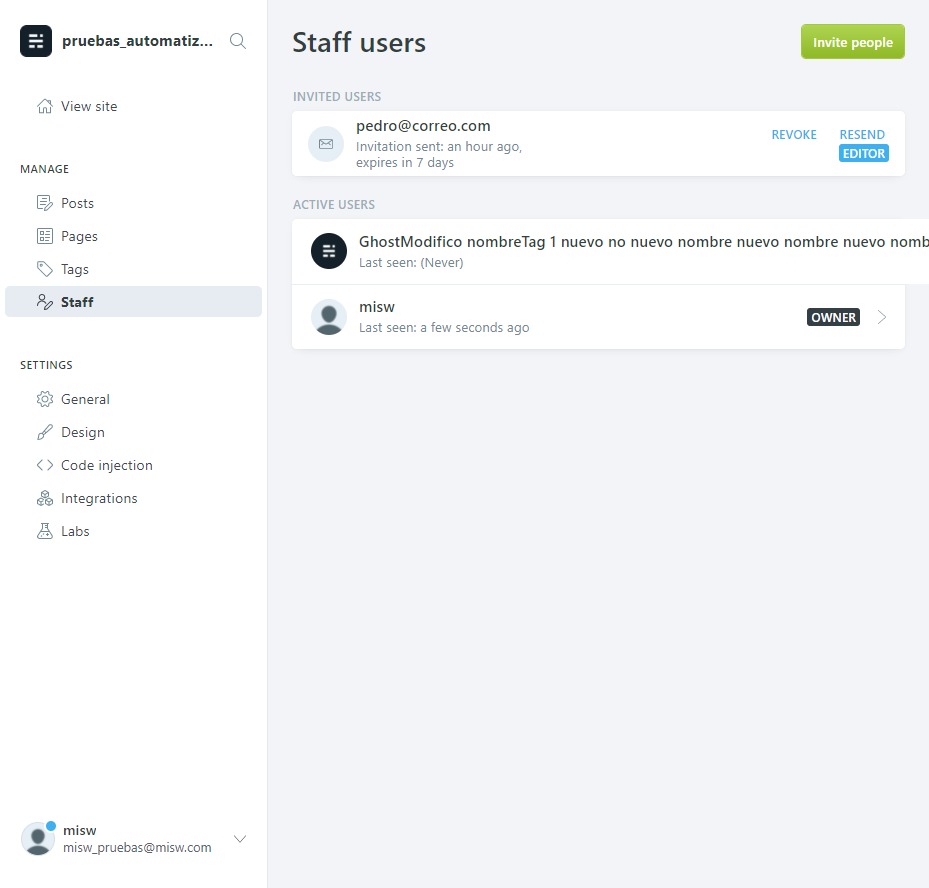 pruebas_automatiz...
View site
MANAGE
Posts
Pages
Tags
Staff
SETTINGS
General
Design
Code injection
Integrations
Labs
misw
misw_pruebas@misw.com
Staff users
Invite people
INVITED USERS
pedro@correo.com
Invitation sent: an hour ago,
expires in 7 days
REVOKE
RESEND
EDITOR
ACTIVE USERS
GhostModifico nombreTag 1 nuevo no nuevo nombre nuevo nombre nuevo nomb
Last seen: (Never)
misw
Last seen: a few seconds ago
OWNER